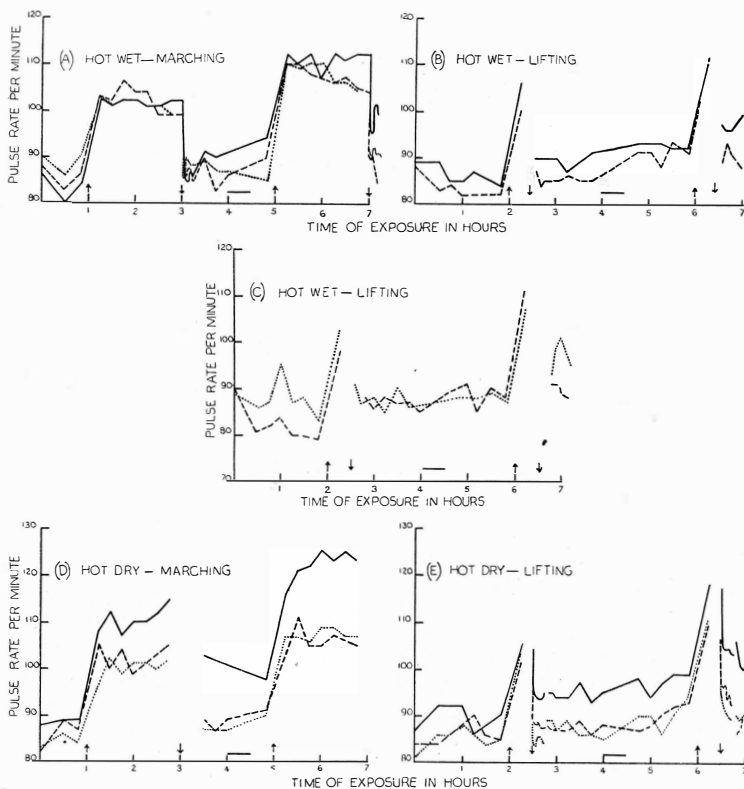 120
110
100
90
80
PULSE RATE PER MINUTE
(A) HOT WET—MARCHING
1 2 3 4 5 6 7
TIME OF EXPOSURE IN HOURS
120
110
100
90
80
(B) HOT WET—LIFTING
1 2 3 4 5 6 7
120
110
100
90
80
70
PULSE RATE PER MINUTE
(C) HOT WET—LIFTING
1 2 3 4 5 6 7
TIME OF EXPOSURE IN HOURS
130
120
110
100
90
80
PULSE RATE PER MINUTE
(D) HOT DRY — MARCHING
1 2 3 4 5 6 7
TIME OF EXPOSURE IN HOURS
130
120
110
100
90
80
(E) HOT DRY—LIFTING
1 2 3 4 5 6 7